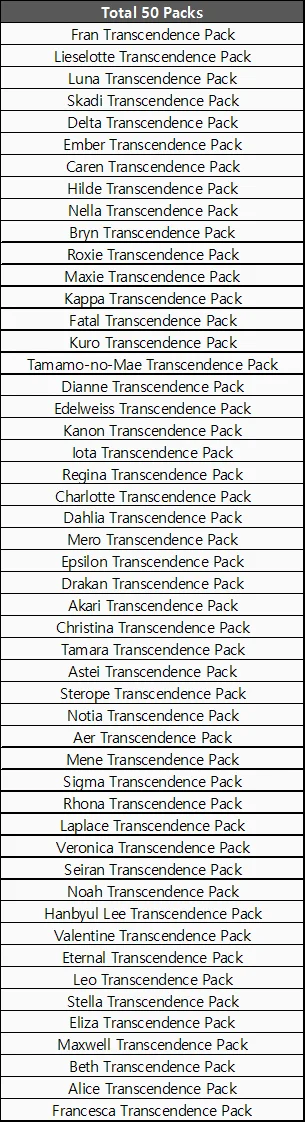 Total 50 Packs
Fran Transcendence Pack
Lieselotte Transcendence Pack
Luna Transcendence Pack
Skadi Transcendence Pack
Delta Transcendence Pack
Ember Transcendence Pack
Caren Transcendence Pack
Hilde Transcendence Pack
Nella Transcendence Pack
Bryn Transcendence Pack
Roxie Transcendence Pack
Maxie Transcendence Pack
Kappa Transcendence Pack
Fatal Transcendence Pack
Kuro Transcendence Pack
Tamamo-no-Mae Transcendence Pack
Dianne Transcendence Pack
Edelweiss Transcendence Pack
Kanon Transcendence Pack
Iota Transcendence Pack
Regina Transcendence Pack
Charlotte Transcendence Pack
Dahlia Transcendence Pack
Mero Transcendence Pack
Epsilon Transcendence Pack
Drakan Transcendence Pack
Akari Transcendence Pack
Christina Transcendence Pack
Tamara Transcendence Pack
Astei Transcendence Pack
Sterope Transcendence Pack
Notia Transcendence Pack
Aer Transcendence Pack
Mene Transcendence Pack
Sigma Transcendence Pack
Rhona Transcendence Pack
Laplace Transcendence Pack
Veronica Transcendence Pack
Seiran Transcendence Pack
Noah Transcendence Pack
Hanbyul Lee Transcendence Pack
Valentine Transcendence Pack
Eternal Transcendence Pack
Leo Transcendence Pack
Stella Transcendence Pack
Eliza Transcendence Pack
Maxwell Transcendence Pack
Beth Transcendence Pack
Alice Transcendence Pack
Francesca Transcendence Pack